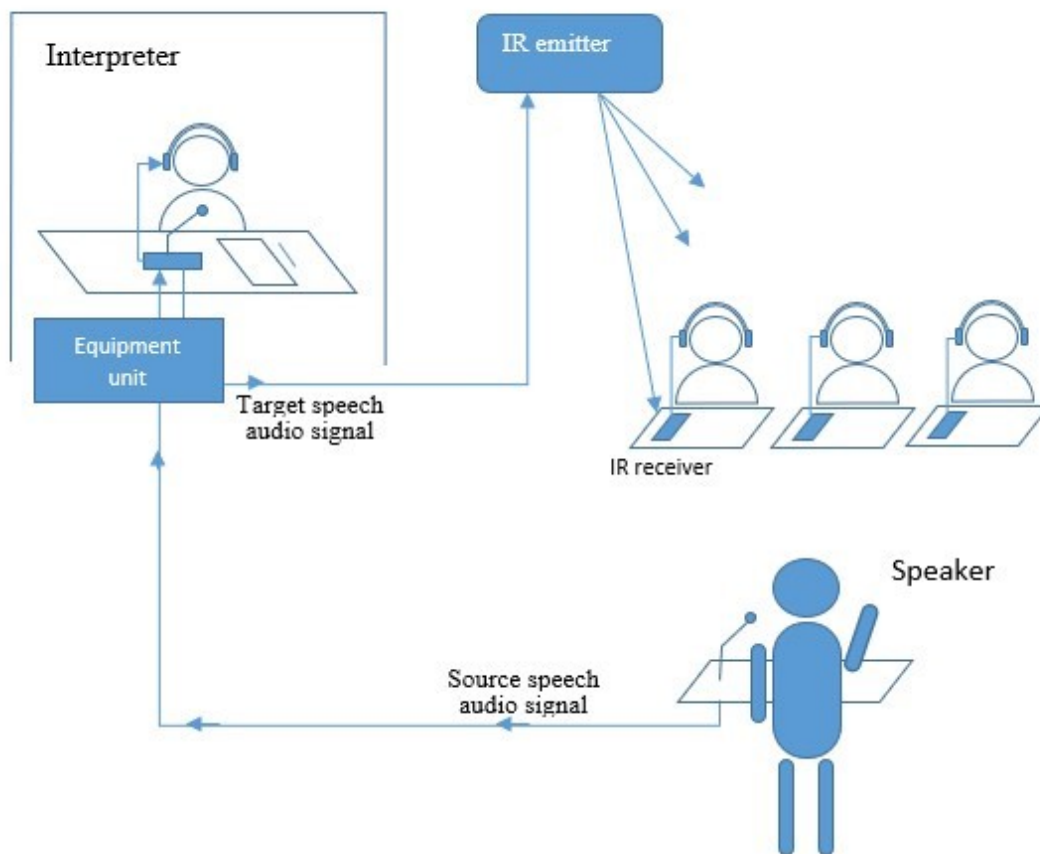 Interpreter
IR emitter
Equipment
unit
Target speech
audio signal
IR receiver
Speaker
Source speech
audio signal